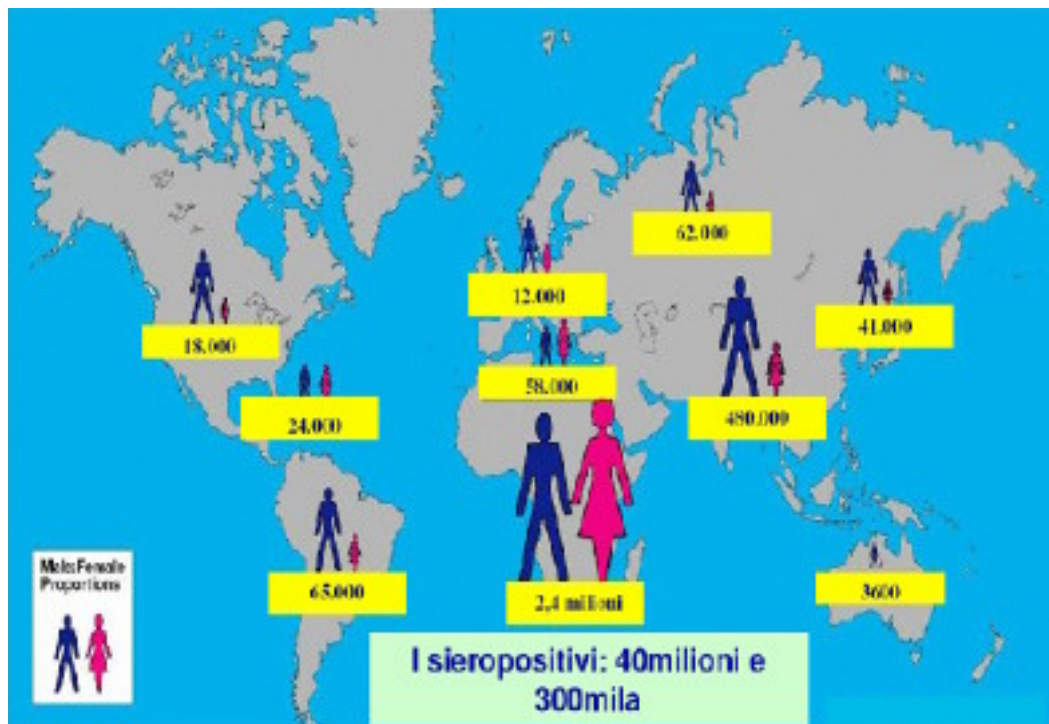 62.000
12.000
41.000
18.000
58.000
480.000
24.000
65.000
3600
2,4 milioni
Male:Female
Proportions
I sieropositivi: 40milioni e
300mila